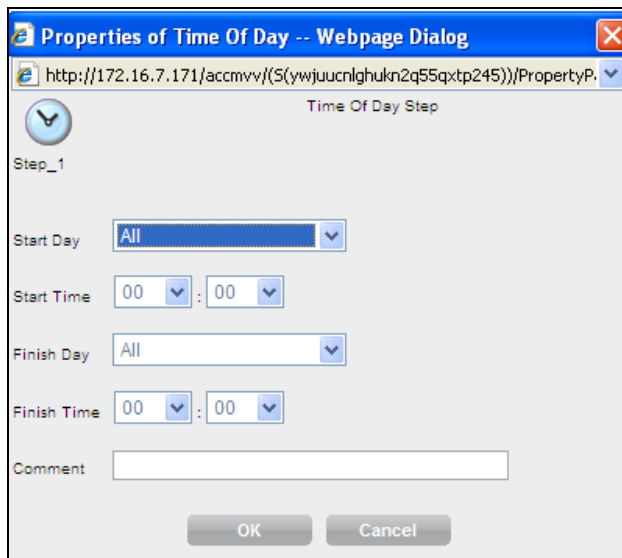 Properties of Time Of Day -- Webpage Dialog
http://172.16.7.171/accmvv/(S(ywjuucnlghukn2q55qxtp245))/PropertyP
Time Of Day Step
Step_1
Start Day All
Start Time 00 : 00
Finish Day All
Finish Time 00 : 00
Comment
OK Cancel